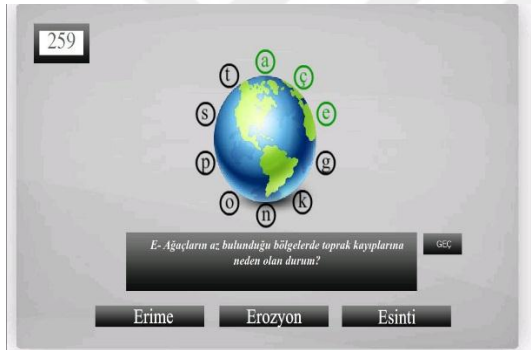 259
a
ç
e
g
k
n
o
p
s
t
E- Ağaçların az bulunduğu bölgelerde toprak kayıplarına
neden olan durum?
GEÇ
Erime
Erozyon
Esinti